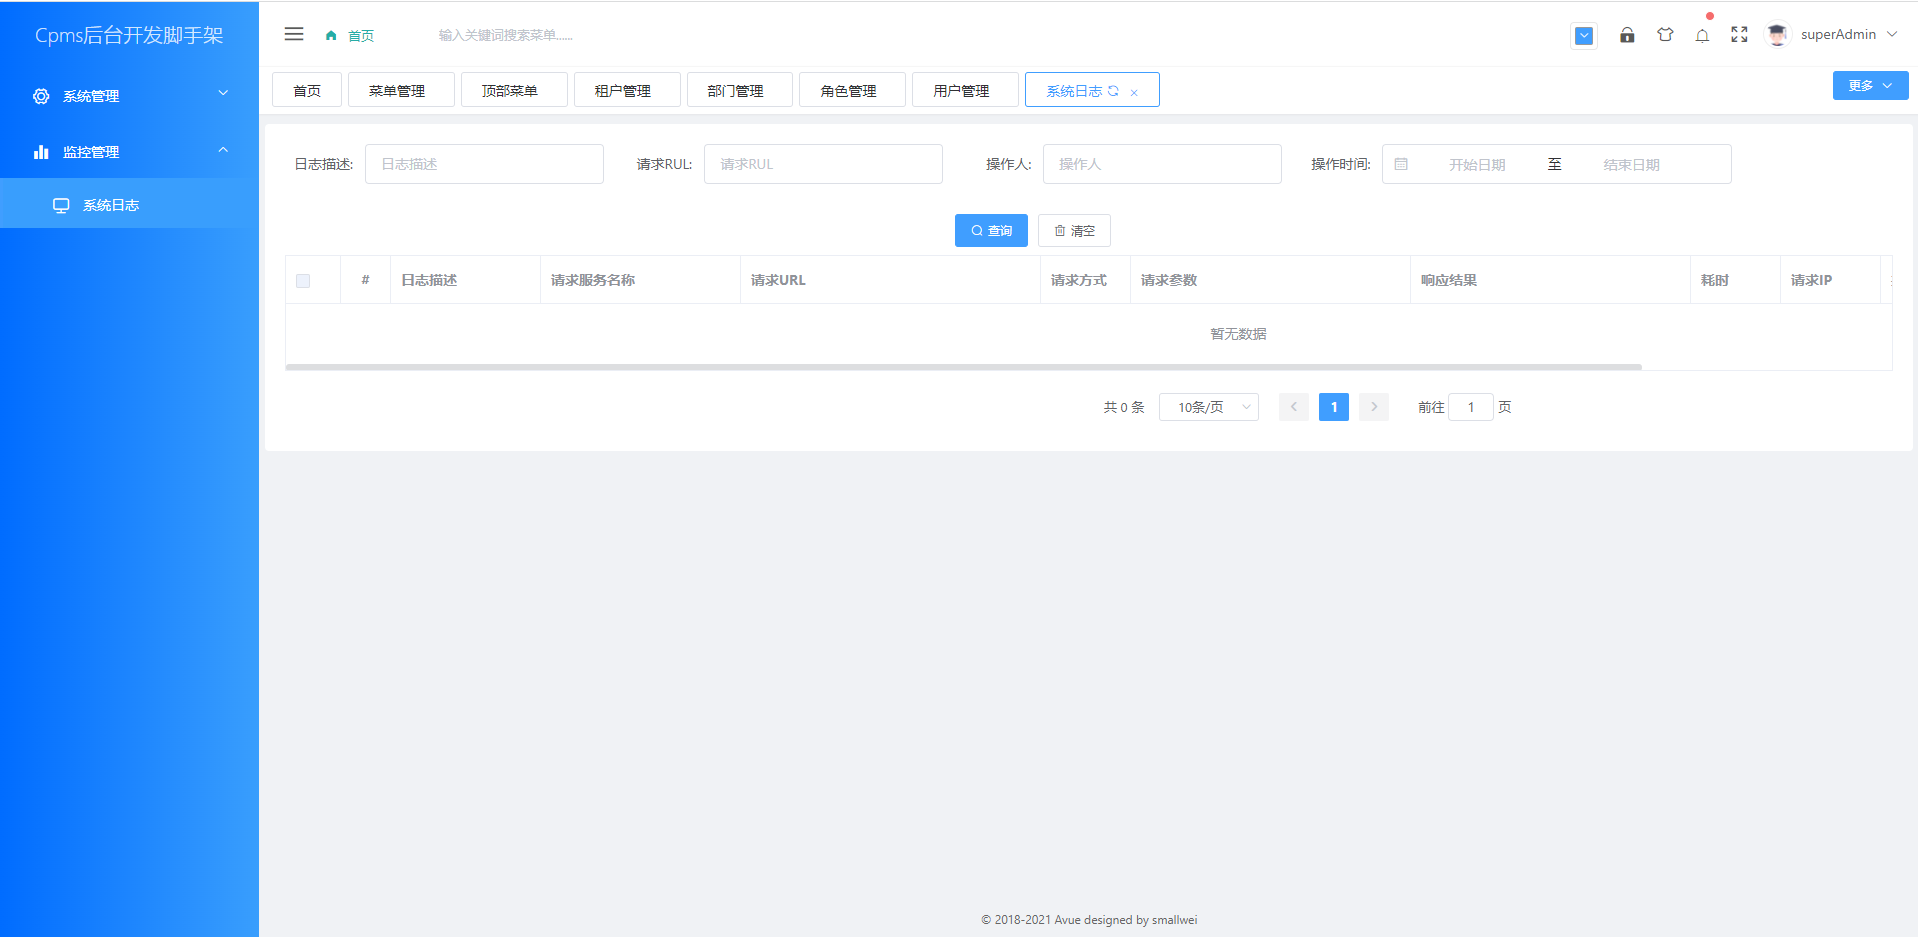 Cpms后台开发脚手架
首页
输入关键词搜索菜单......
superAdmin
系统管理
监控管理
系统日志
首页 菜单管理 顶部菜单 租户管理 部门管理 角色管理 用户管理 系统日志
更多
日志描述: 日志描述 请求RUL: 请求RUL 操作人: 操作人 操作时间: 开始日期 至 结束日期
查询 清空
# 日志描述 请求服务名称 请求URL 请求方式 请求参数 响应结果 耗时 请求IP
暂无数据
共 0 条 10条/页 1 前往 1 页
© 2018-2021 Avue designed by smallwei